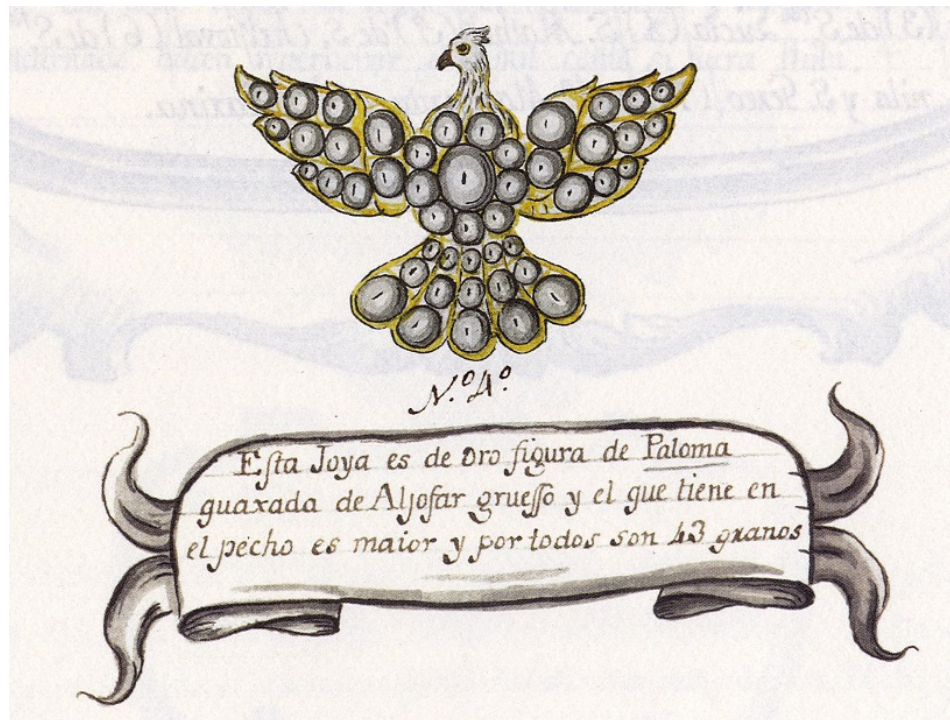 N.º 4º.
Eſta Joya es de oro figura de Paloma
guaxada de Aljofar grueſſo y el que tiene en
el pecho es maior y por todos son 43 granos